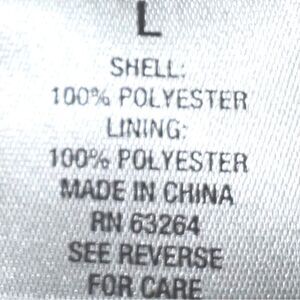 L
SHELL:
100% POLYESTER
LINING:
100% POLYESTER
MADE IN CHINA
RN 63264
SEE REVERSE
FOR CARE